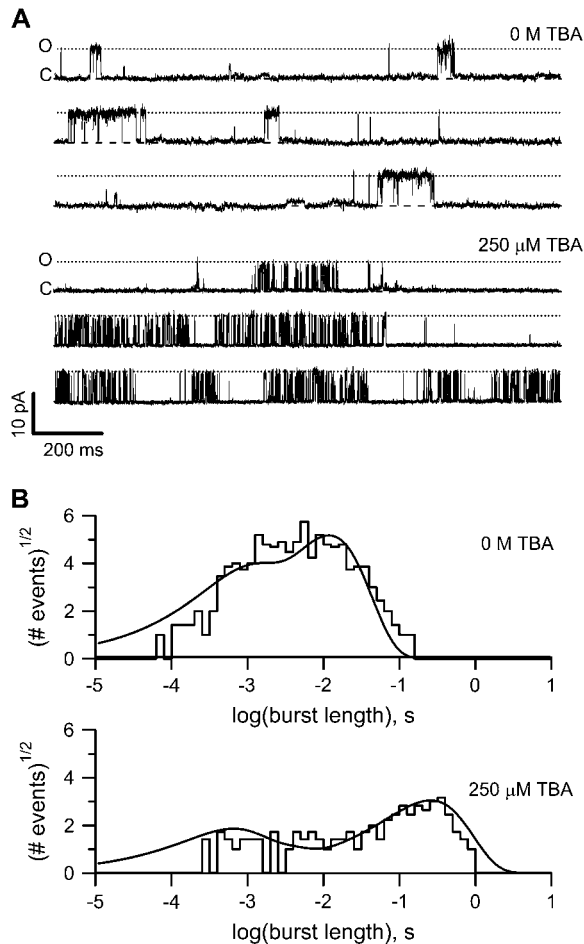 A
0 M TBA
O
C
250 μM TBA
O
C
10 pA
200 ms
B
(# events)^1/2
6
4
2
0
0 M TBA
-5 -4 -3 -2 -1 0 1
log(burst length), s
(# events)^1/2
6
4
2
0
250 μM TBA
-5 -4 -3 -2 -1 0 1
log(burst length), s